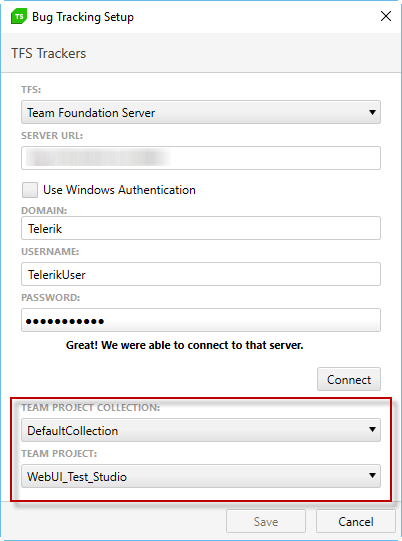 TS Bug Tracking Setup
TFS Trackers
TFS:
Team Foundation Server
SERVER URL:
Use Windows Authentication
DOMAIN:
Telerik
USERNAME:
TelerikUser
PASSWORD:
●●●●●●●●●●●
Great! We were able to connect to that server.
Connect
TEAM PROJECT COLLECTION:
DefaultCollection
TEAM PROJECT:
WebUI_Test_Studio
Save Cancel